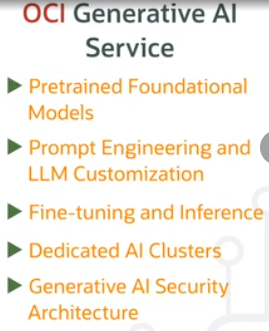 OCI Generative AI
Service
Pretrained Foundational
Models
Prompt Engineering and
LLM Customization
Fine-tuning and Inference
Dedicated AI Clusters
Generative AI Security
Architecture